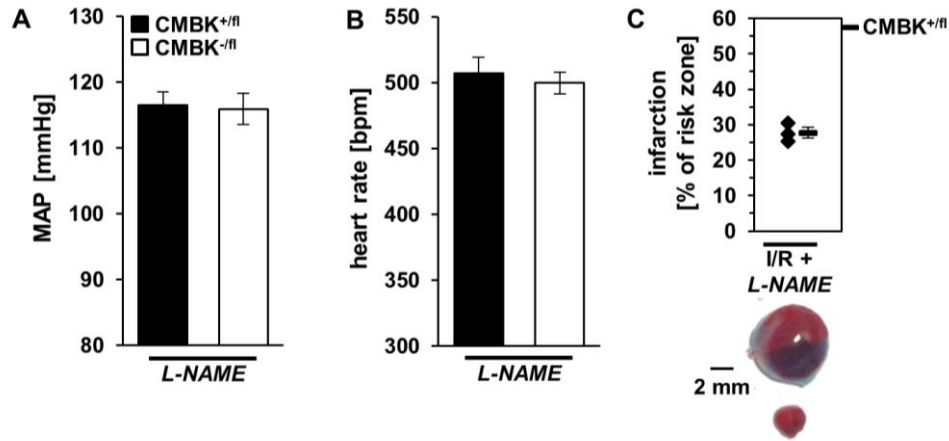 A
MAP [mmHg]
130
120
110
100
90
80
CMBK+/fl
CMBK-/fl
L-NAME
B
heart rate [bpm]
550
500
450
400
350
300
L-NAME
C
infarction
[% of risk zone]
60
50
40
30
20
10
0
CMBK+/fl
I/R +
L-NAME
2 mm